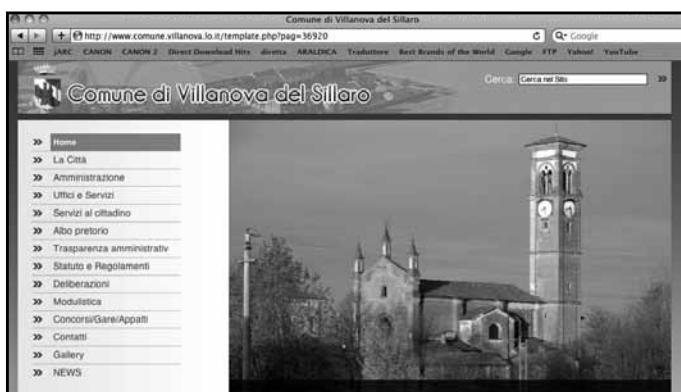 Comune di Villanova del Sillaro
http://www.comune.villanova.lo.it/template.php?pag=36920
Google
jARC CANON CANON 2 Direct Download Hits diretta ARALDICA Traduttore Best Brands of the World Google FTP Yahoo! YouTube
Comune di Villanova del Sillaro
Cerca: Cerca nel Sito
Home
La Città
Amministrazione
Uffici e Servizi
Servizi al cittadino
Albo pretorio
Trasparenza amministrativ
Statuto e Regolamenti
Deliberazioni
Modulistica
Concorsi/Gare/Appalti
Contatti
Gallery
NEWS